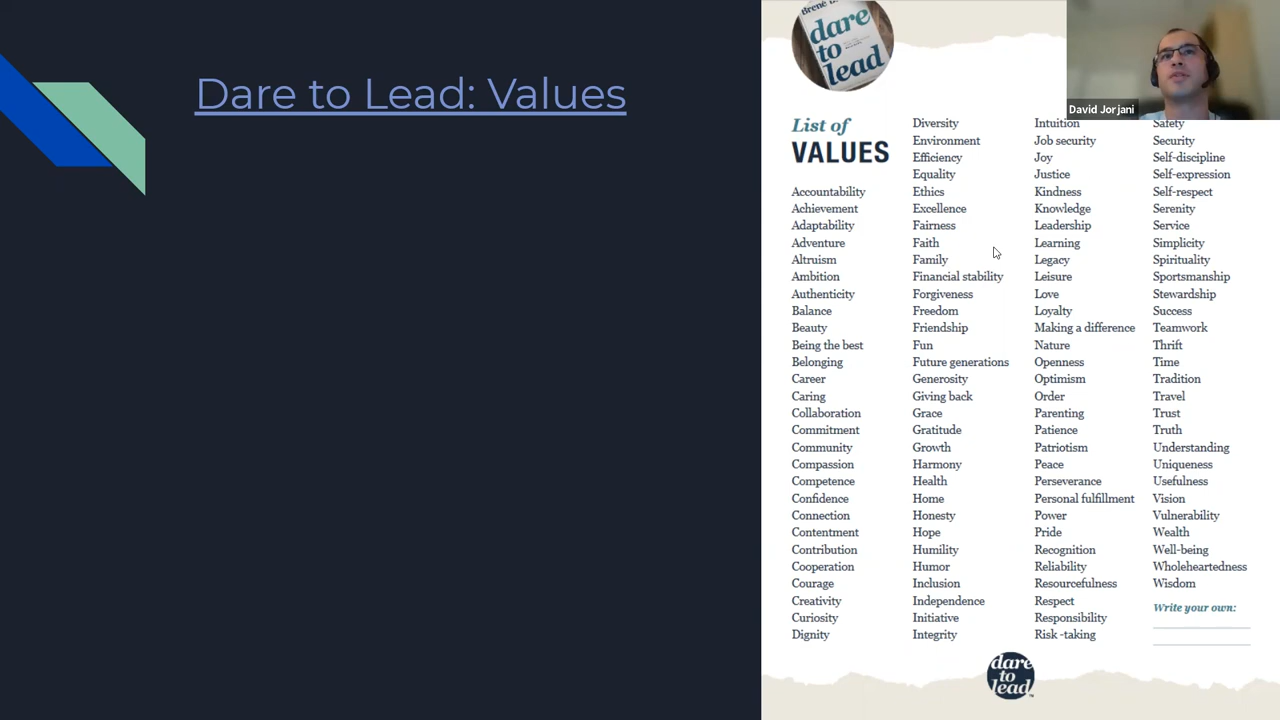 Dare to Lead: Values
dare
to
lead
David Jorjani
List of
VALUES
Accountability
Achievement
Adaptability
Adventure
Altruism
Ambition
Authenticity
Balance
Beauty
Being the best
Belonging
Career
Caring
Collaboration
Commitment
Community
Compassion
Competence
Confidence
Connection
Contentment
Contribution
Cooperation
Courage
Creativity
Curiosity
Dignity
Diversity
Environment
Efficiency
Equality
Ethics
Excellence
Fairness
Faith
Family
Financial stability
Forgiveness
Freedom
Friendship
Fun
Future generations
Generosity
Giving back
Grace
Gratitude
Growth
Harmony
Health
Home
Honesty
Hope
Humility
Humor
Inclusion
Independence
Initiative
Integrity
Intuition
Job security
Joy
Justice
Kindness
Knowledge
Leadership
Learning
Legacy
Leisure
Love
Loyalty
Making a difference
Nature
Openness
Optimism
Order
Parenting
Patience
Patriotism
Peace
Perseverance
Personal fulfillment
Power
Pride
Recognition
Reliability
Resourcefulness
Respect
Responsibility
Risk -taking
Safety
Security
Self-discipline
Self-expression
Self-respect
Serenity
Service
Simplicity
Spirituality
Sportsmanship
Stewardship
Success
Teamwork
Thrift
Time
Tradition
Travel
Trust
Truth
Understanding
Uniqueness
Usefulness
Vision
Vulnerability
Wealth
Well-being
Wholeheartedness
Wisdom
Write your own:
dare
to
lead